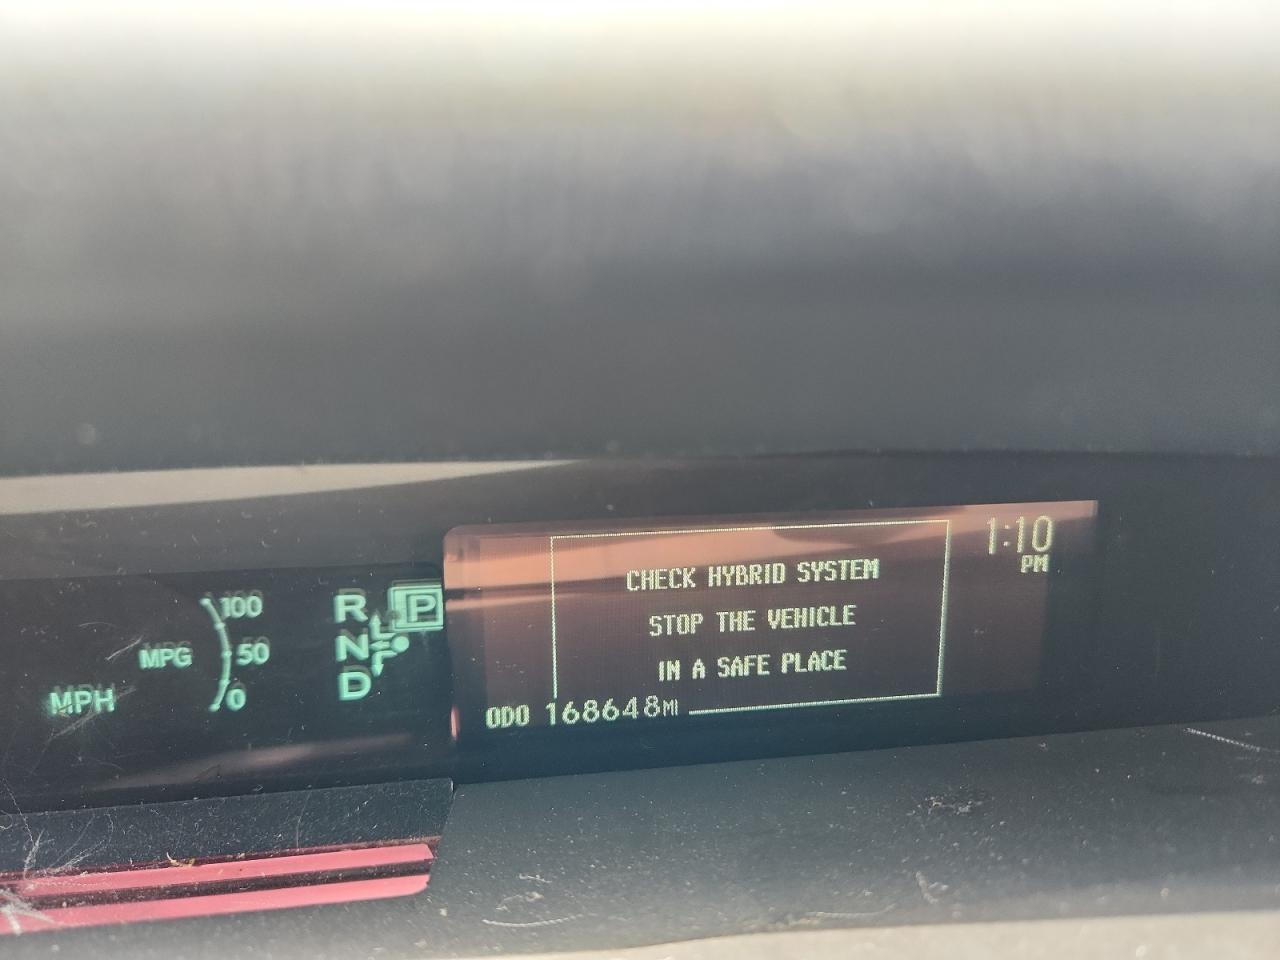 100
R P
MPG 50
N
MPH 0
D
CHECK HYBRID SYSTEM
STOP THE VEHICLE
IN A SAFE PLACE
1:10
PM
ODO 168648MI